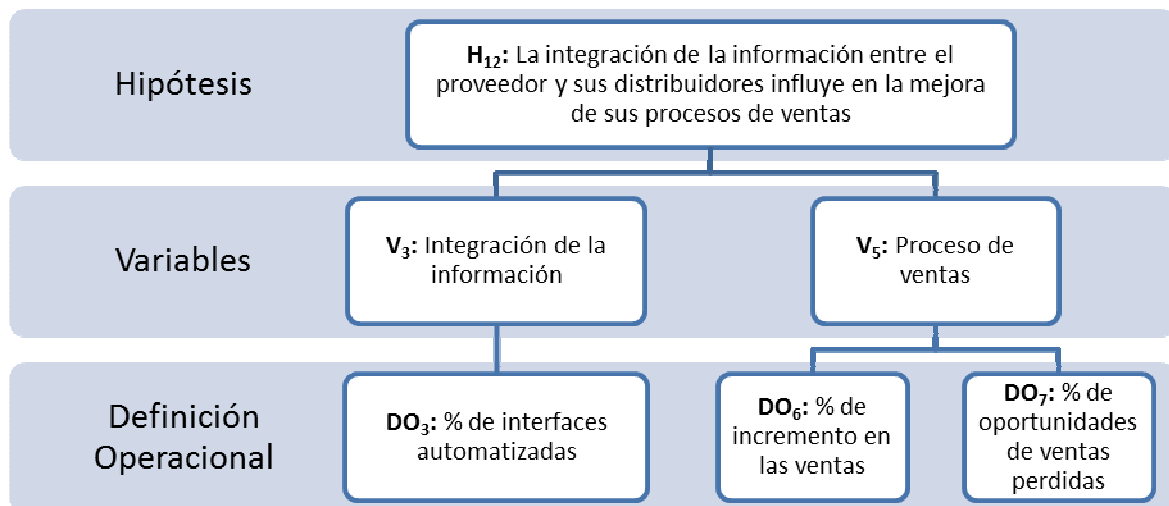 Hipótesis
H₁₂: La integración de la información entre el
proveedor y sus distribuidores influye en la mejora
de sus procesos de ventas
Variables
V₃: Integración de la
información
V₅: Proceso de
ventas
Definición
Operacional
DO₃: % de interfaces
automatizadas
DO₆: % de
incremento en
las ventas
DO₇: % de
oportunidades
de ventas
perdidas